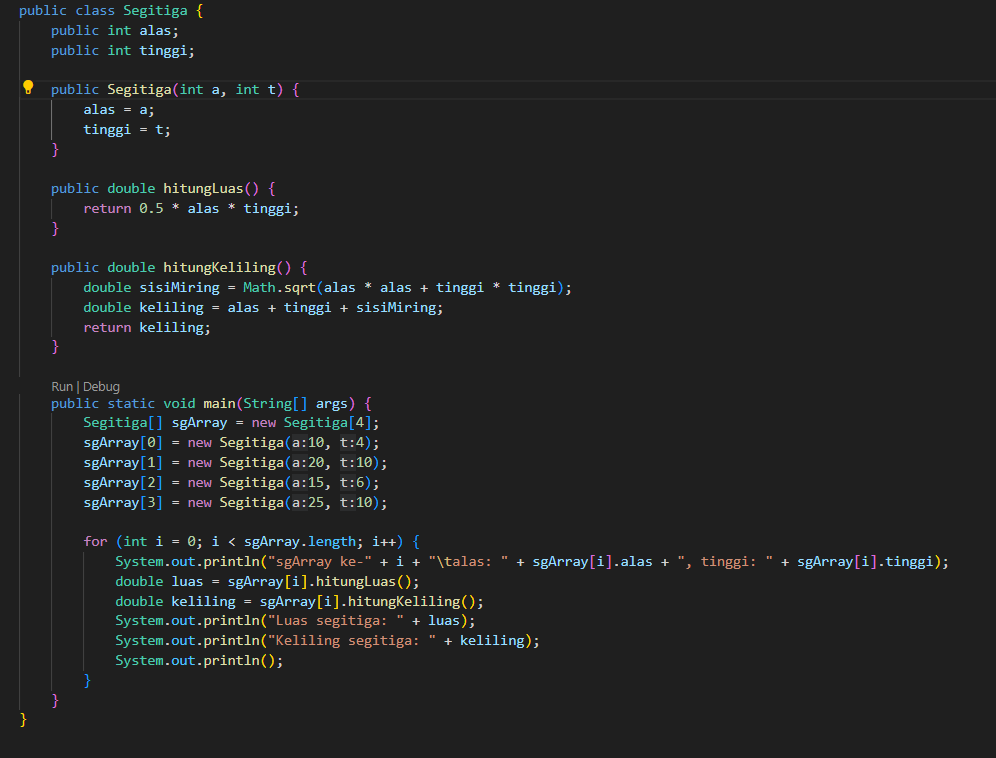 public class Segitiga {
public int alas;
public int tinggi;
public Segitiga(int a, int t) {
alas = a;
tinggi = t;
}
public double hitungLuas() {
return 0.5 * alas * tinggi;
}
public double hitungKeliling() {
double sisiMiring = Math.sqrt(alas * alas + tinggi * tinggi);
double keliling = alas + tinggi + sisiMiring;
return keliling;
}
Run | Debug
public static void main(String[] args) {
Segitiga[] sgArray = new Segitiga[4];
sgArray[0] = new Segitiga(a:10, t:4);
sgArray[1] = new Segitiga(a:20, t:10);
sgArray[2] = new Segitiga(a:15, t:6);
sgArray[3] = new Segitiga(a:25, t:10);
for (int i = 0; i < sgArray.length; i++) {
System.out.println("sgArray ke-" + i + "\talas: " + sgArray[i].alas + ", tinggi: " + sgArray[i].tinggi);
double luas = sgArray[i].hitungLuas();
double keliling = sgArray[i].hitungKeliling();
System.out.println("Luas segitiga: " + luas);
System.out.println("Keliling segitiga: " + keliling);
System.out.println();
}
}
}